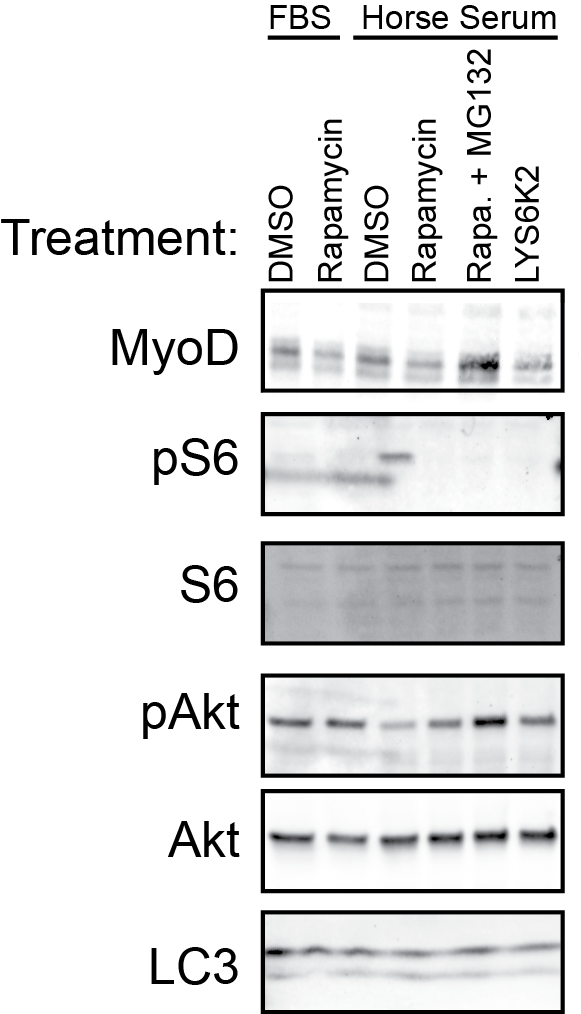 FBS Horse Serum
Treatment: DMSO Rapamycin DMSO Rapamycin Rapa. + MG132 LYS6K2
MyoD
pS6
S6
pAkt
Akt
LC3